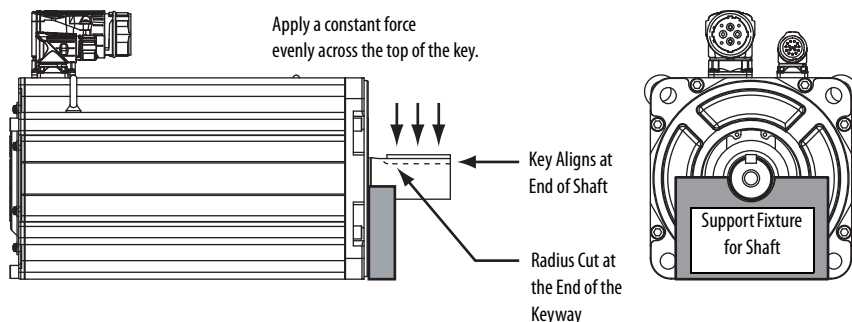 Apply a constant force
evenly across the top of the key.
Key Aligns at
End of Shaft
Support Fixture
for Shaft
Radius Cut at
the End of the
Keyway